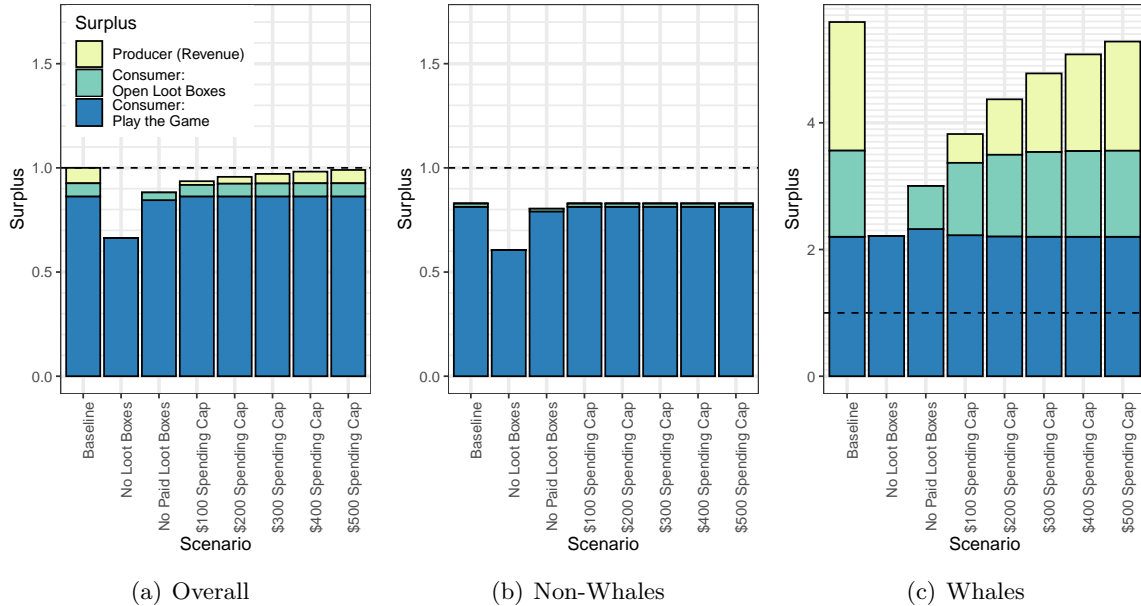 Surplus
Producer (Revenue)
Consumer:
Open Loot Boxes
Consumer:
Play the Game
Surplus
1.5
1.0
0.5
0.0
Baseline
No Loot Boxes
No Paid Loot Boxes
$100 Spending Cap
$200 Spending Cap
$300 Spending Cap
$400 Spending Cap
$500 Spending Cap
Scenario
(a) Overall
Surplus
1.5
1.0
0.5
0.0
Baseline
No Loot Boxes
No Paid Loot Boxes
$100 Spending Cap
$200 Spending Cap
$300 Spending Cap
$400 Spending Cap
$500 Spending Cap
Scenario
(b) Non-Whales
Surplus
4
2
0
Baseline
No Loot Boxes
No Paid Loot Boxes
$100 Spending Cap
$200 Spending Cap
$300 Spending Cap
$400 Spending Cap
$500 Spending Cap
Scenario
(c) Whales